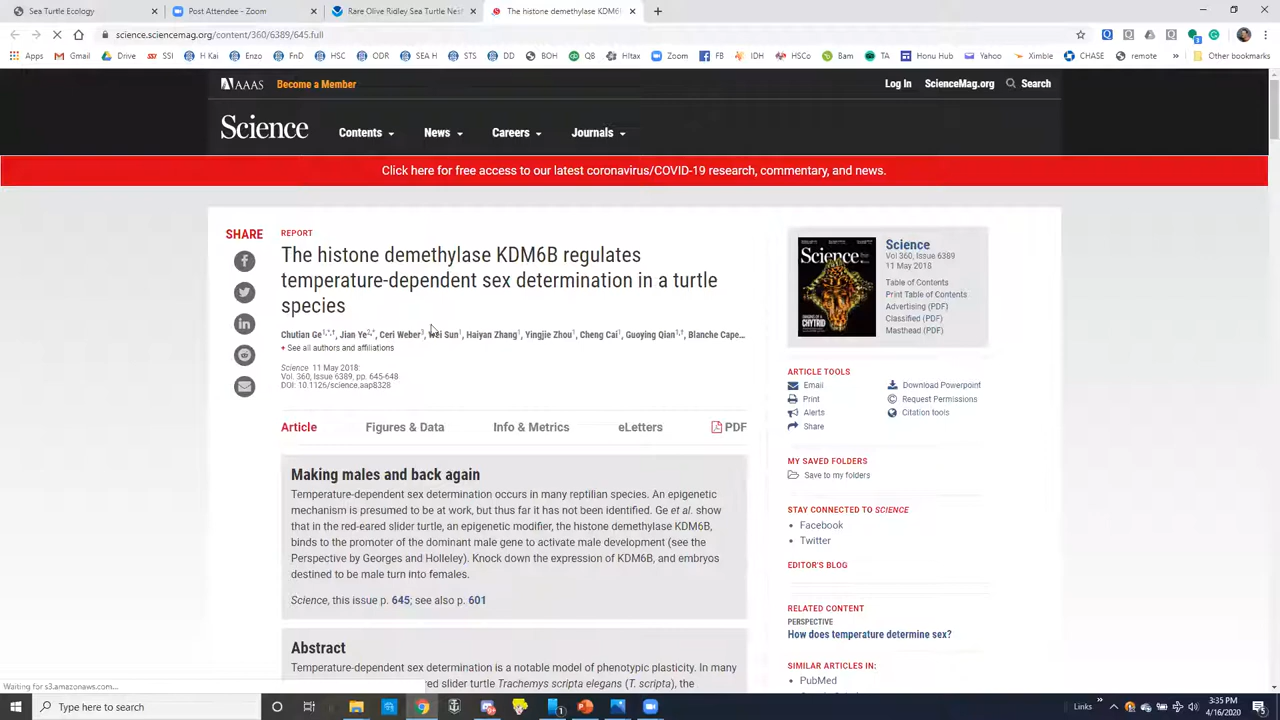 Sea Turtle Ecology
Post Attendee - Zoom
Rare Olive Ridley Sea Turtle Nest
The histone demethylase KDM6B
science.sciencemag.org/content/360/6389/645.full
Apps Gmail Drive SSI H Kai Enzo FnD HSC ODR SEA H STS DD BOH QB HItax Zoom FB IDH HSCo Bam TA Honu Hub Yahoo Ximble CHASE remote » Other bookmarks
AAAS Become a Member
Log In ScienceMag.org Search
Science Contents News Careers Journals
Click here for free access to our latest coronavirus/COVID-19 research, commentary, and news.
SHARE
REPORT
The histone demethylase KDM6B regulates
temperature-dependent sex determination in a turtle
species
Chutian Ge1,*,†, Jian Ye2,*, Ceri Weber3, Wei Sun1, Haiyan Zhang1, Yingjie Zhou1, Cheng Cai1, Guoying Qian1,†, Blanche Cape...
+ See all authors and affiliations
Science 11 May 2018:
Vol. 360, Issue 6389, pp. 645-648
DOI: 10.1126/science.aap8328
Article Figures & Data Info & Metrics eLetters PDF
Making males and back again
Temperature-dependent sex determination occurs in many reptilian species. An epigenetic
mechanism is presumed to be at work, but thus far it has not been identified. Ge et al. show
that in the red-eared slider turtle, an epigenetic modifier, the histone demethylase KDM6B,
binds to the promoter of the dominant male gene to activate male development (see the
Perspective by Georges and Holleley). Knock down the expression of KDM6B, and embryos
destined to be male turn into females.
Science, this issue p. 645; see also p. 601
Abstract
Temperature-dependent sex determination is a notable model of phenotypic plasticity. In many
red slider turtle Trachemys scripta elegans (T. scripta), the
Science
Science
Vol 360, Issue 6389
11 May 2018
Table of Contents
Print Table of Contents
Advertising (PDF)
Classified (PDF)
Masthead (PDF)
ARTICLE TOOLS
Email Download Powerpoint
Print Request Permissions
Alerts Citation tools
Share
MY SAVED FOLDERS
Save to my folders
STAY CONNECTED TO SCIENCE
Facebook
Twitter
EDITOR'S BLOG
RELATED CONTENT
PERSPECTIVE
How does temperature determine sex?
SIMILAR ARTICLES IN:
PubMed
Waiting for s3.amazonaws.com...
Type here to search
Links »
3:35 PM
4/16/2020